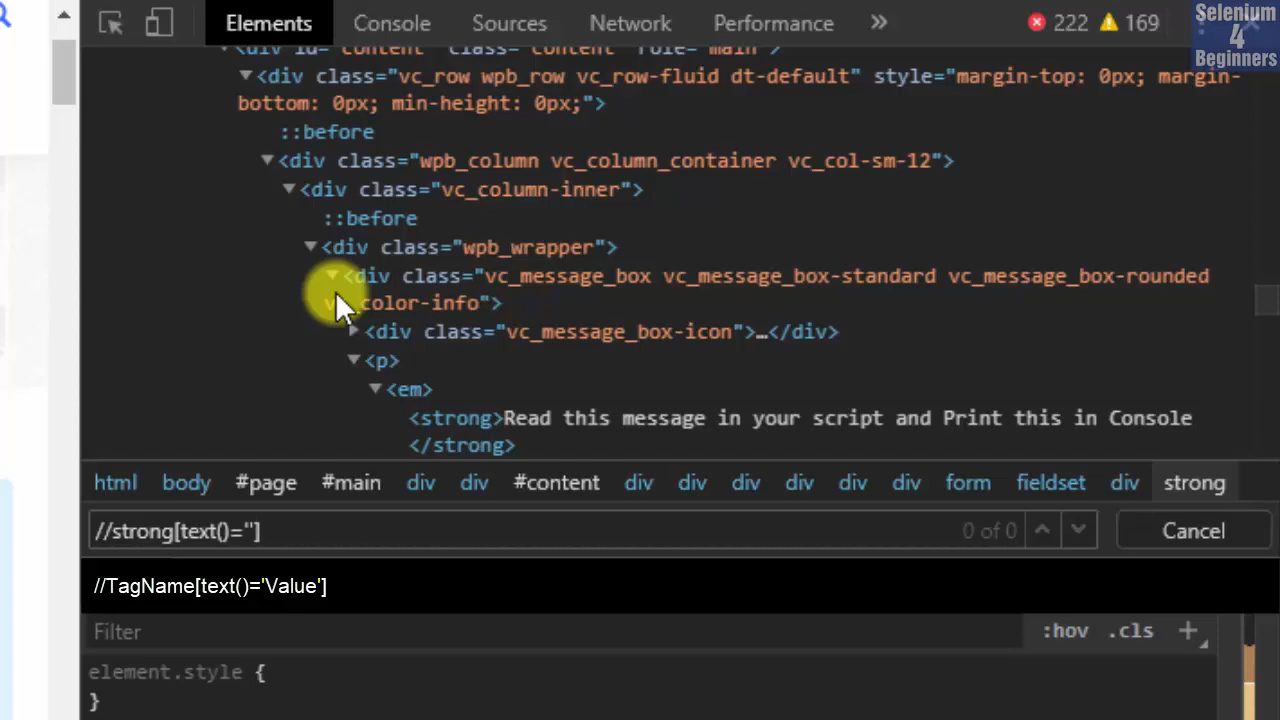 Elements Console Sources Network Performance » 222 169
Selenium
4
Beginners
<div id="content" class="content" role="main">
<div class="vc_row wpb_row vc_row-fluid dt-default" style="margin-top: 0px; margin-
bottom: 0px; min-height: 0px;">
::before
<div class="wpb_column vc_column_container vc_col-sm-12">
<div class="vc_column-inner">
::before
<div class="wpb_wrapper">
<div class="vc_message_box vc_message_box-standard vc_message_box-rounded
color-info">
<div class="vc_message_box-icon">…</div>
<p>
<em>
<strong>Read this message in your script and Print this in Console
</strong>
html body #page #main div div #content div div div div div div form fieldset div strong
//strong[text()=''] 0 of 0 Cancel
//TagName[text()='Value']
Filter :hov .cls +
element.style {
}